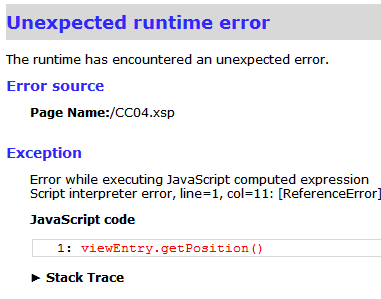 Unexpected runtime error
The runtime has encountered an unexpected error.
Error source
Page Name:/CC04.xsp
Exception
Error while executing JavaScript computed expression
Script interpreter error, line=1, col=11: [ReferenceError]
JavaScript code
1: viewEntry.getPosition()
► Stack Trace